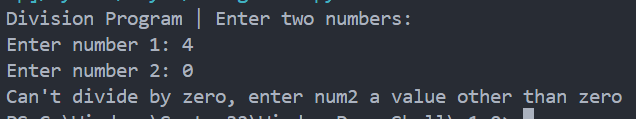 Division Program | Enter two numbers:
Enter number 1: 4
Enter number 2: 0
Can't divide by zero, enter num2 a value other than zero